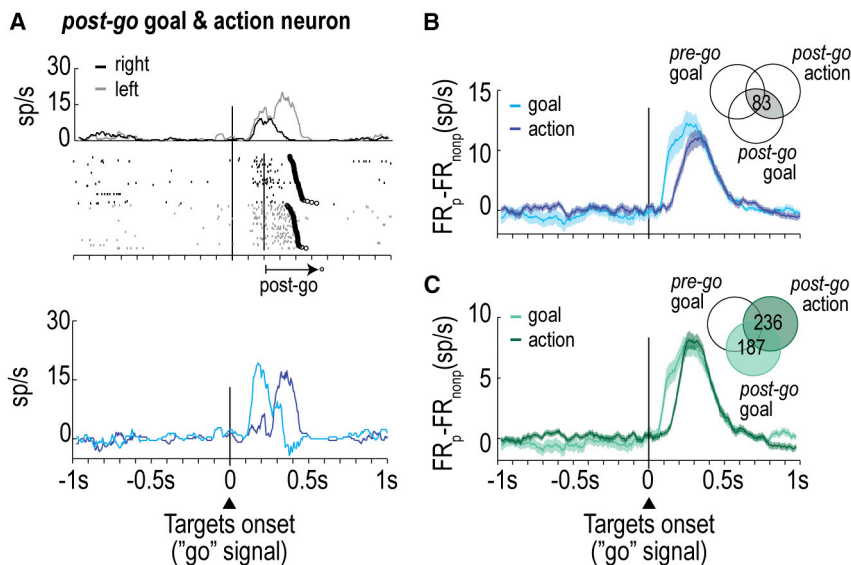 A post-go goal & action neuron
sp/s
30
15
0
right
left
post-go
sp/s
30
15
0
-1s -0.5s 0 0.5s 1s
Targets onset
("go" signal)
B
FRp-FRnonp(sp/s)
15
10
0
goal
action
pre-go
goal
post-go
action
83
post-go
goal
C
FRp-FRnonp(sp/s)
10
5
0
goal
action
pre-go
goal
post-go
action
236
187
post-go
goal
-1s -0.5s 0 0.5s 1s
Targets onset
("go" signal)